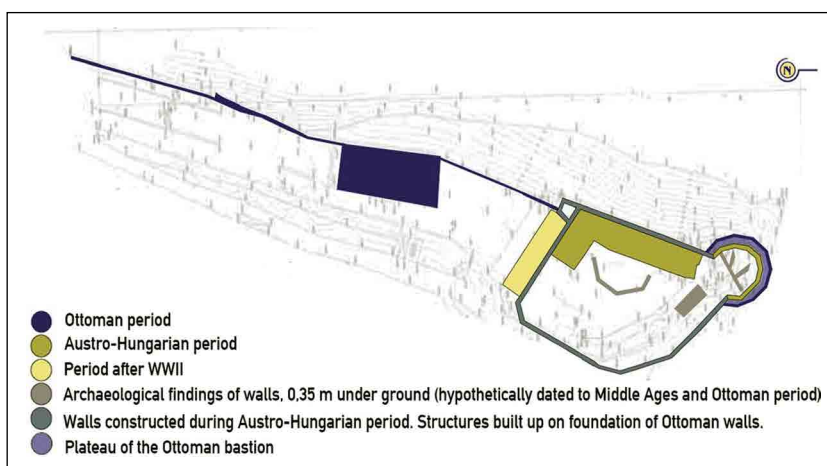 N
Ottoman period
Austro-Hungarian period
Period after WWII
Archaeological findings of walls, 0,35 m under ground (hypothetically dated to Middle Ages and Ottoman period)
Walls constructed during Austro-Hungarian period. Structures built up on foundation of Ottoman walls.
Plateau of the Ottoman bastion